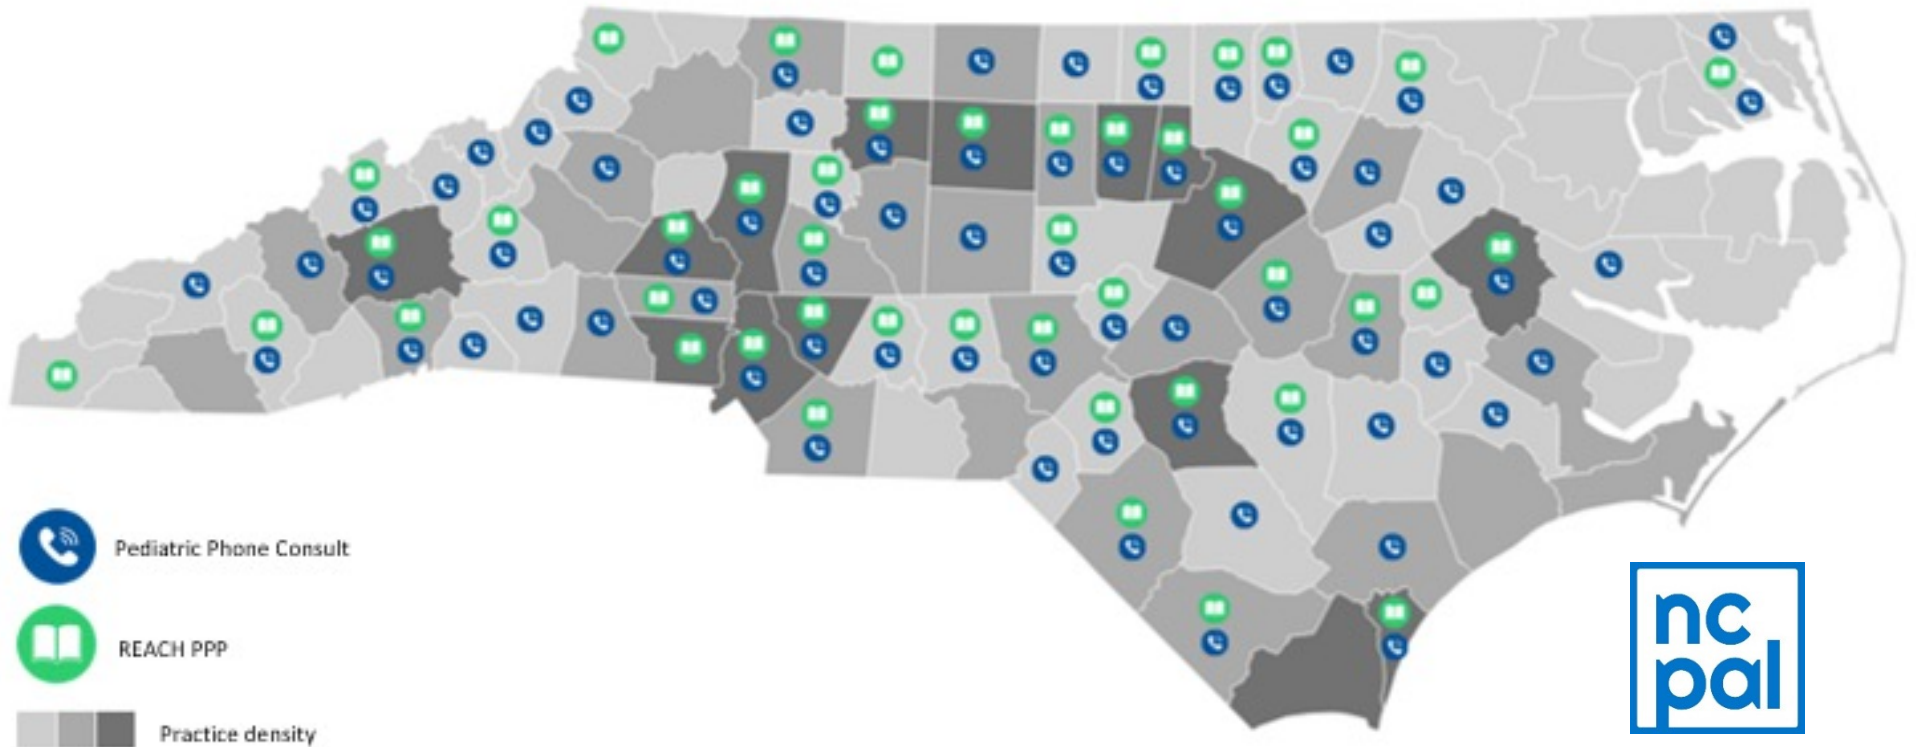 Pediatric Phone Consult
REACH PPP
Practice density
nc
pal